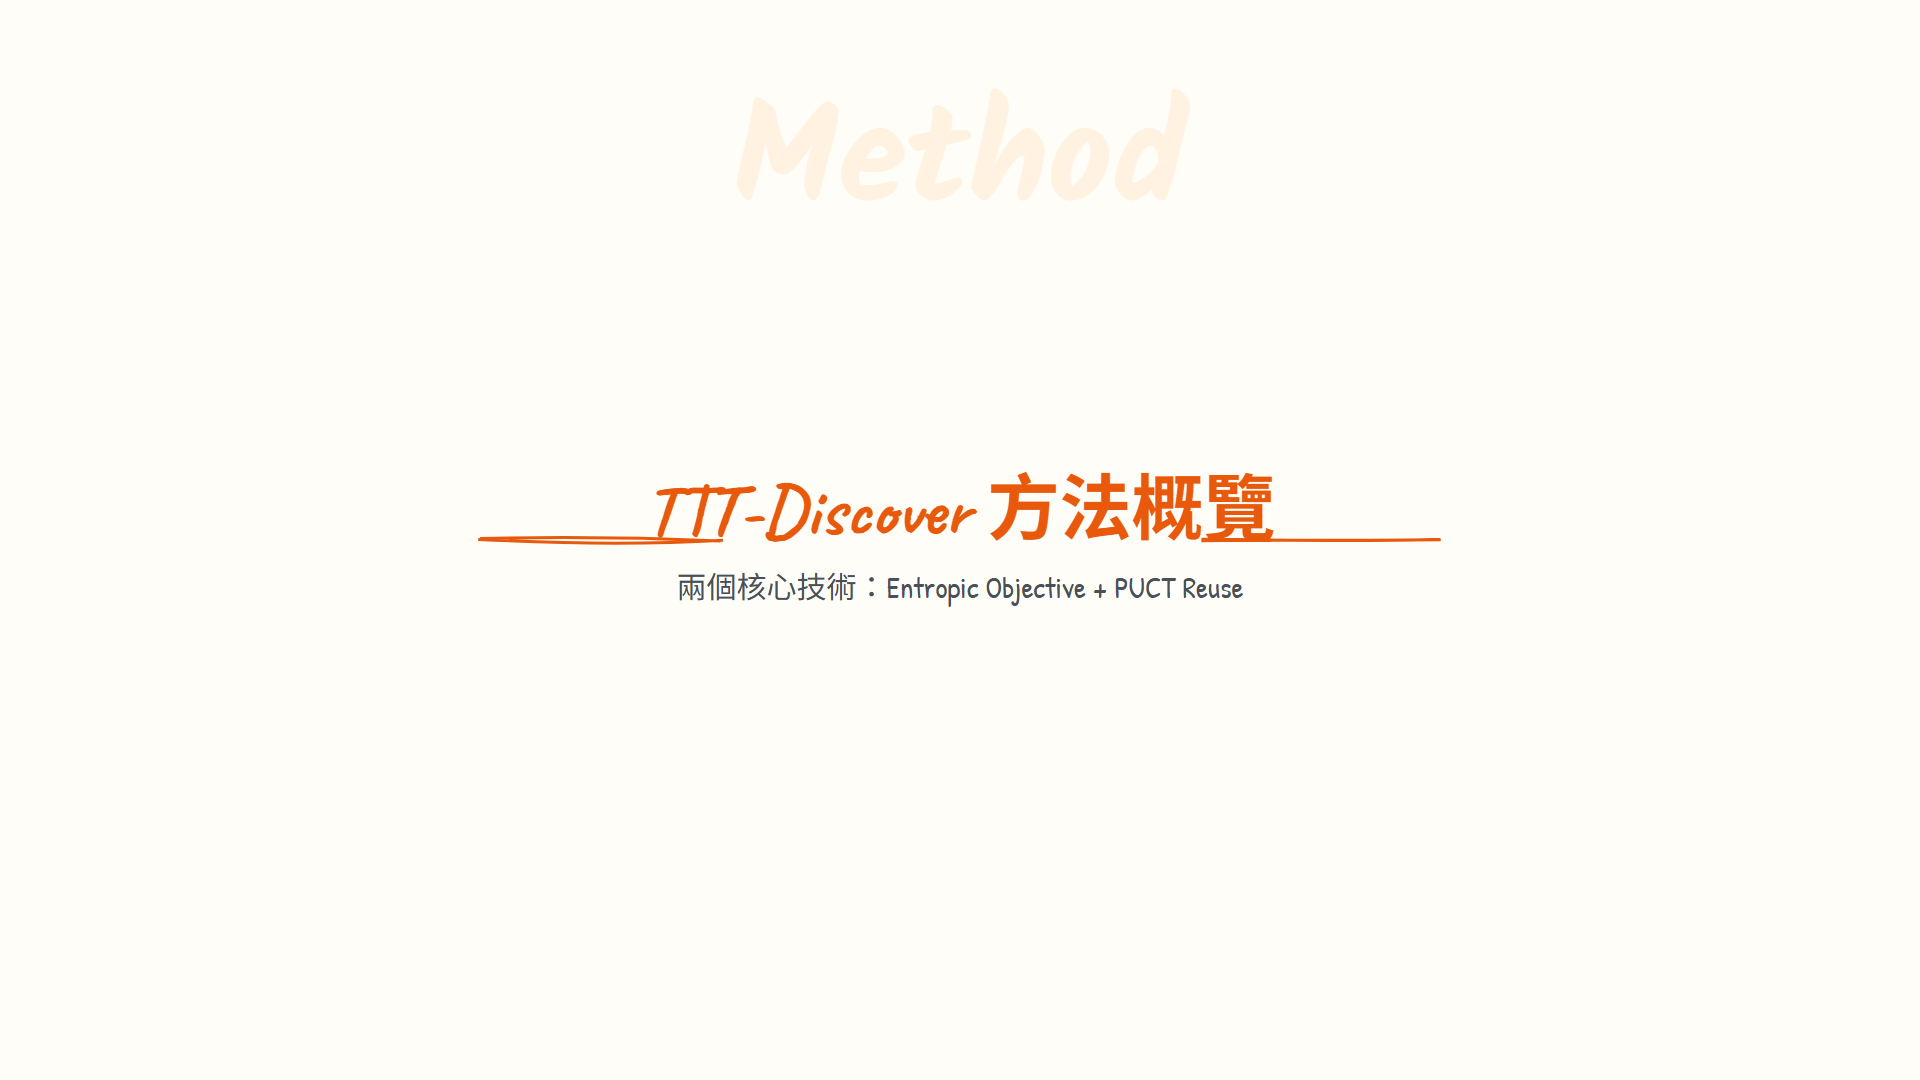 Method
TTT-Discover 方法概覽
兩個核心技術：Entropic Objective + PUCT Reuse